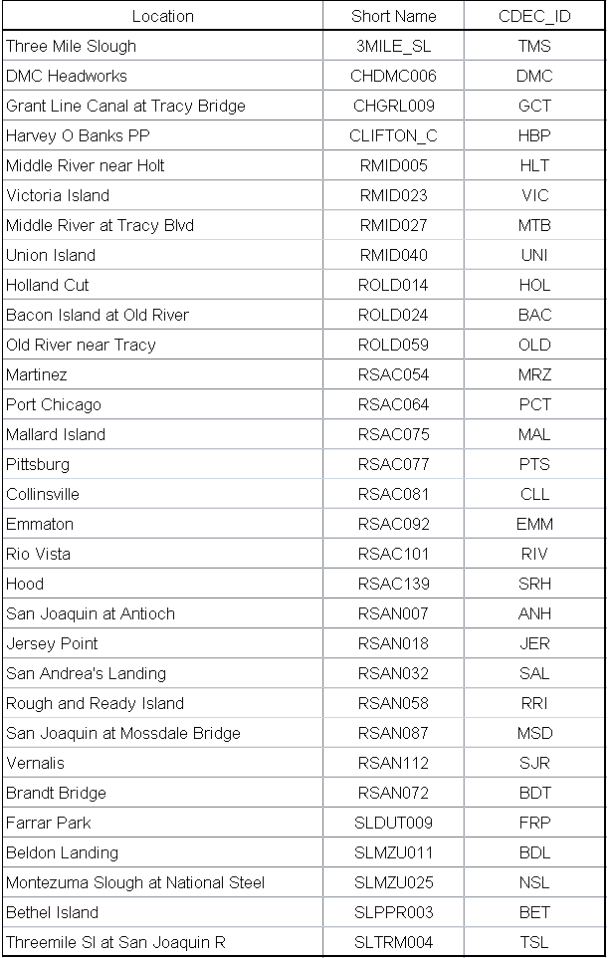 Location Short Name CDEC_ID
Three Mile Slough 3MILE_SL TMS
DMC Headworks CHDMC006 DMC
Grant Line Canal at Tracy Bridge CHGRL009 GCT
Harvey O Banks PP CLIFTON_C HBP
Middle River near Holt RMID005 HLT
Victoria Island RMID023 VIC
Middle River at Tracy Blvd RMID027 MTB
Union Island RMID040 UNI
Holland Cut ROLD014 HOL
Bacon Island at Old River ROLD024 BAC
Old River near Tracy ROLD059 OLD
Martinez RSAC054 MRZ
Port Chicago RSAC064 PCT
Mallard Island RSAC075 MAL
Pittsburg RSAC077 PTS
Collinsville RSAC081 CLL
Emmaton RSAC092 EMM
Rio Vista RSAC101 RIV
Hood RSAC139 SRH
San Joaquin at Antioch RSAN007 ANH
Jersey Point RSAN018 JER
San Andrea's Landing RSAN032 SAL
Rough and Ready Island RSAN058 RRI
San Joaquin at Mossdale Bridge RSAN087 MSD
Vernalis RSAN112 SJR
Brandt Bridge RSAN072 BDT
Farrar Park SLDUT009 FRP
Beldon Landing SLMZU011 BDL
Montezuma Slough at National Steel SLMZU025 NSL
Bethel Island SLPPR003 BET
Threemile Sl at San Joaquin R SLTRM004 TSL